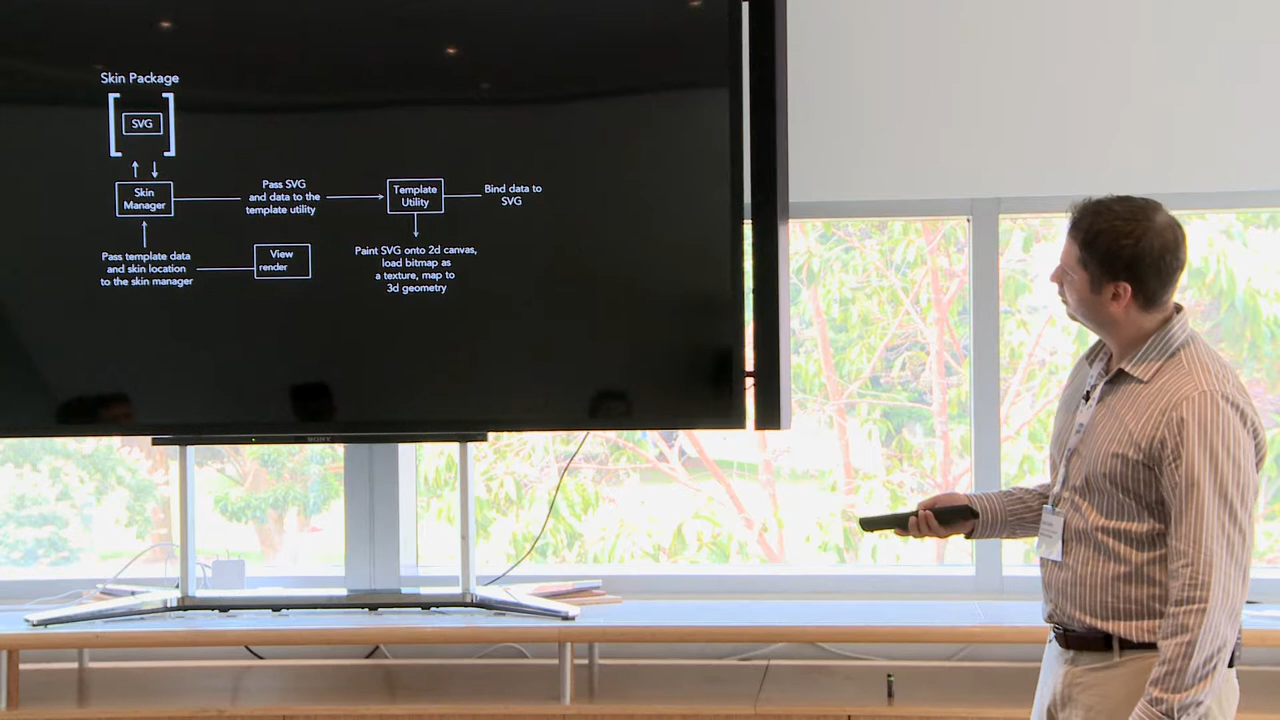 Skin Package
SVG
Skin
Manager
Pass SVG
and data to the
template utility
Template
Utility
Bind data to
SVG
Pass template data
and skin location
to the skin manager
View
render
Paint SVG onto 2d canvas,
load bitmap as
a texture, map to
3d geometry
SONY